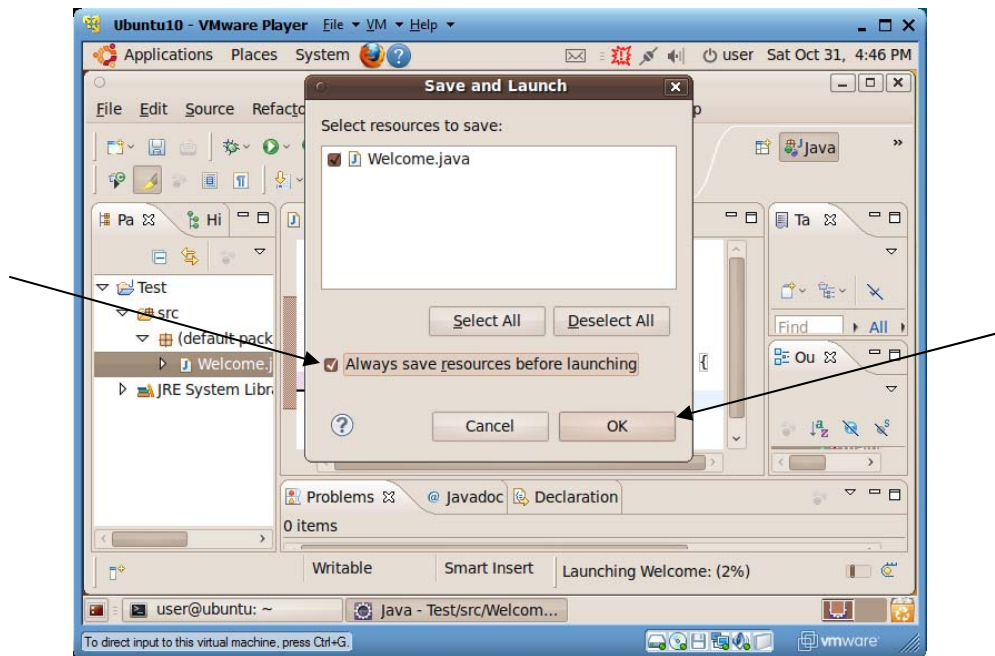 Ubuntu10 - VMware Player File VM Help
Applications Places System user Sat Oct 31, 4:46 PM
Save and Launch
File Edit Source Refacto p
Select resources to save:
Welcome.java
Java »
Pa Hi Ta
Test
src
(default pack
Welcome.j
JRE System Libr
Select All Deselect All
Find All
Always save resources before launching {
Ou
Cancel OK
Problems @ Javadoc Declaration
0 items
Writable Smart Insert Launching Welcome: (2%)
user@ubuntu: ~ Java - Test/src/Welcom...
To direct input to this virtual machine, press Ctrl+G. vmware